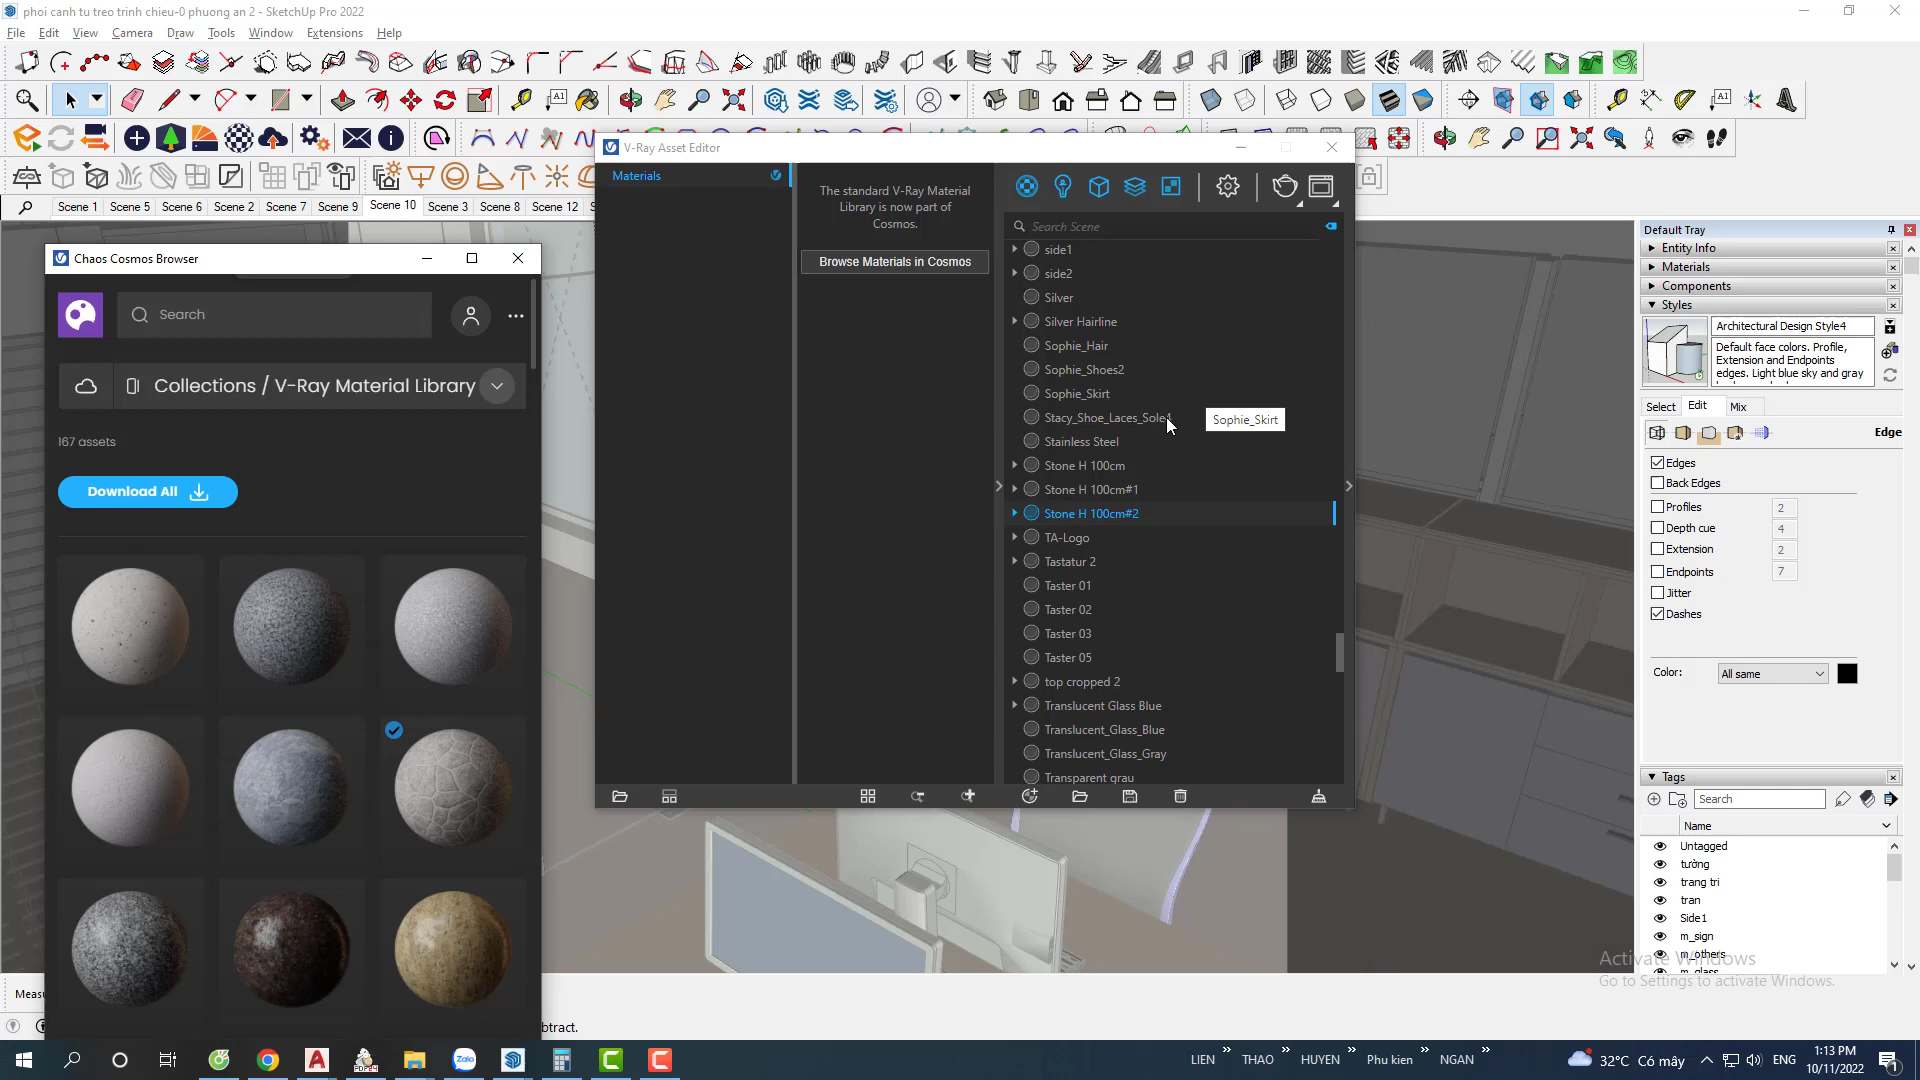 phoi canh tu treo trinh chieu-0 phuong an 2 - SketchUp Pro 2022
File Edit View Camera Draw Tools Window Extensions Help
Scene 1 Scene 5 Scene 6 Scene 2 Scene 7 Scene 9 Scene 10 Scene 3 Scene 8 Scene 12
Chaos Cosmos Browser
Search
Collections / V-Ray Material Library
167 assets
Download All
V-Ray Asset Editor
Materials
The standard V-Ray Material
Library is now part of
Cosmos.
Browse Materials in Cosmos
Search Scene
side1
side2
Silver
Silver Hairline
Sophie_Hair
Sophie_Shoes2
Sophie_Skirt
Stacy_Shoe_Laces_Sole1
Sophie_Skirt
Stainless Steel
Stone H 100cm
Stone H 100cm#1
Stone H 100cm#2
TA-Logo
Tastatur 2
Taster 01
Taster 02
Taster 03
Taster 05
top cropped 2
Translucent Glass Blue
Translucent_Glass_Blue
Translucent_Glass_Gray
Transparent grau
Default Tray
Entity Info
Materials
Components
Styles
Architectural Design Style4
Default face colors. Profile,
Extension and Endpoints
edges. Light blue sky and gray
Select Edit Mix
Edge
Edges
Back Edges
Profiles 2
Depth cue 4
Extension 2
Endpoints 7
Jitter
Dashes
Color: All same
Tags
Search
Name
Untagged
tường
trang tri
tran
Side1
m_sign
m_others
m_glass
Activate Windows
Go to Settings to activate Windows.
Measu
btract.
LIEN THAO HUYEN Phu kien NGAN
32°C Có mây
ENG
1:13 PM
10/11/2022